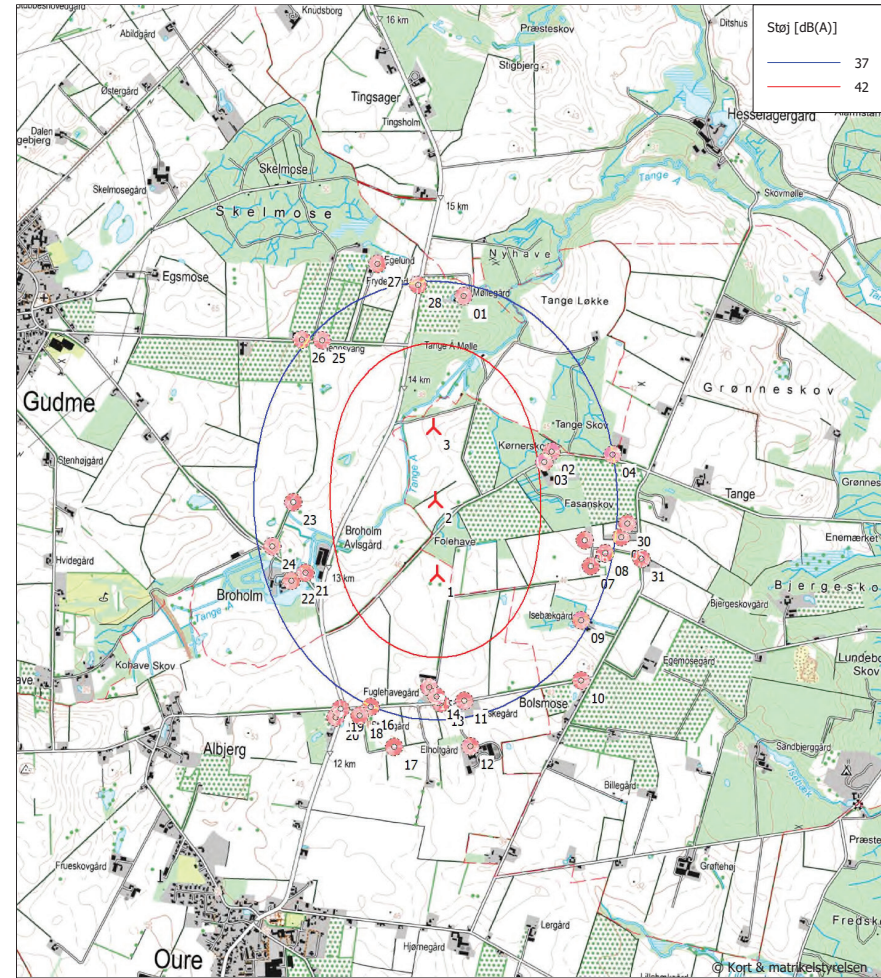 Støj [dB(A)]
37
42
Knudsborg
Abildgård
16 km
Præsteskov
Ditshus
Stigbjerg
Østergård
Tingsager
Tingsholm
Hesselagergård
Dalen
Skelmosegård
Skelmose
Skelmose
Tange Å
Skovmølle
15 km
Nyhave
Egelund
Egsmose
27
28
Møllegård
01
Tange Løkke
26
25
Tange Å Mølle
14 km
Grønneskov
Gudme
3
Tange Skov
Kørnersko
02
03
04
Stenhøjgård
Tange Å
Tange
Grønnes
Fasanskov
23
2
Broholm
Avlsgård
Folehave
30
Enemærket
Hvidegård
24
13 km
21
22
08
31
07
Bjergesko
1
Broholm
Tange Å
Isebækgård
Bjergeskovgård
09
Kohave Skov
Egemosegård
Lundebo
Skov
10
Fuglehavegård
Bolsmose
14
13
11
19
16
20
18
Albjerg
12 km
17
Elholtgård
12
Sandbjerggård
Isebæk
Billegård
Præste
Frueskovgård
Grøftehøj
Fredsk
Lergård
Oure
Hjørnegård
© Kort & matrikelstyrelsen